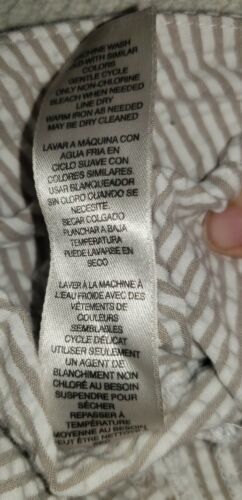 MACHINE WASH
COLD WITH SIMILAR
COLORS
GENTLE CYCLE
ONLY NON-CHLORINE
BLEACH WHEN NEEDED
LINE DRY
WARM IRON AS NEEDED
MAY BE DRY CLEANED
LAVAR A MÁQUINA CON
AGUA FRIA EN
CICLO SUAVE CON
COLORES SIMILARES.
USAR BLANQUEADOR
SIN CLORO CUANDO SE
NECESITE.
SECAR COLGADO
PLANCHAR A BAJA
TEMPERATURA
PUEDE LAVARSE EN
SECO
LAVER À LA MACHINE À
L'EAU FROIDE AVEC DES
VÊTEMENTS DE
COULEURS
SEMBLABLES
CYCLE DÉLICAT
UTILISER SEULEMENT
UN AGENT DE
BLANCHIMENT NON
CHLORÉ AU BESOIN
SUSPENDRE POUR
SÉCHER
REPASSER À
TEMPÉRATURE
MOYENNE AU BESOIN
PEUT ÊTRE NETTOYÉ